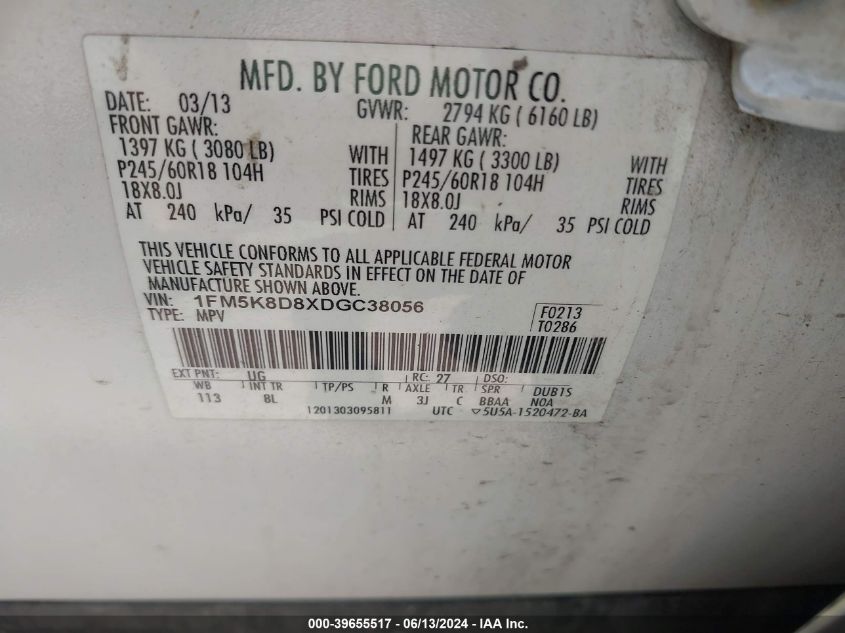 MFD. BY FORD MOTOR CO.
DATE: 03/13 GVWR: 2794 KG ( 6160 LB)
FRONT GAWR: REAR GAWR:
1397 KG ( 3080 LB) WITH 1497 KG ( 3300 LB) WITH
P245/60R18 104H TIRES P245/60R18 104H TIRES
18X8.0J RIMS 18X8.0J RIMS
AT 240 kPa/ 35 PSI COLD AT 240 kPa/ 35 PSI COLD
THIS VEHICLE CONFORMS TO ALL APPLICABLE FEDERAL MOTOR
VEHICLE SAFETY STANDARDS IN EFFECT ON THE DATE OF
MANUFACTURE SHOWN ABOVE.
VIN: 1FM5K8D8XDGC38056 F0213
TYPE: MPV T0286
EXT PNT: UG RC: 27 DSO:
WB INT TR TP/PS R AXLE TR SPR DUB1S
113 8L M 3J C BBAA NOA
1201303095811 UTC ▽5U5A-1520472-BA
000-39655517 - 06/13/2024 - IAA Inc.